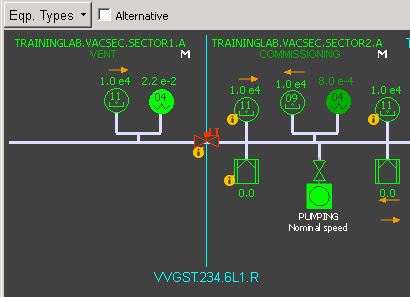 Eqp. Types
Alternative
TRAININGLAB.VACSEC.SECTOR1.A
TRAININGLAB.VACSEC.SECTOR2.A
VENT
M
COMMISSIONING
M
1.0 e4
2.2 e-2
1.0 e4
1.0 e4
8.0 e-4
1.0 e4
11
04
11
09
04
11
0.0
0.0
PUMPING
Nominal speed
VVGST.234.6L1.R